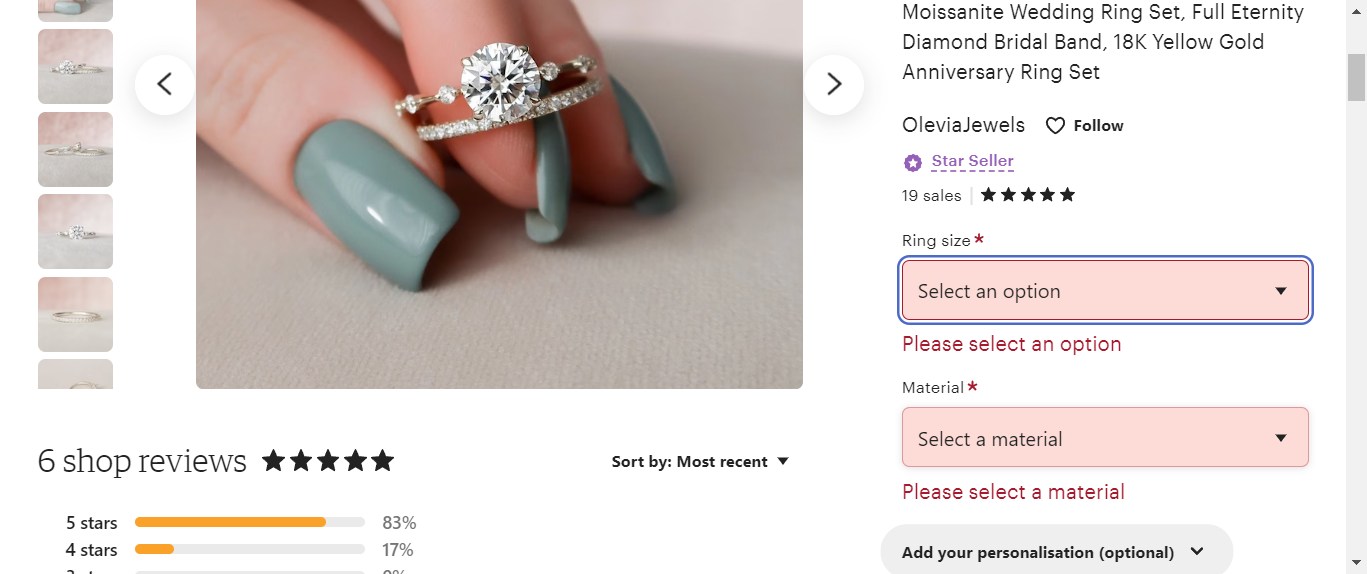 Moissanite Wedding Ring Set, Full Eternity
Diamond Bridal Band, 18K Yellow Gold
Anniversary Ring Set
OleviaJewels
Follow
Star Seller
19 sales
Ring size *
Select an option
Please select an option
Material *
Select a material
Please select a material
Add your personalisation (optional)
6 shop reviews
Sort by: Most recent
5 stars 83%
4 stars 17%